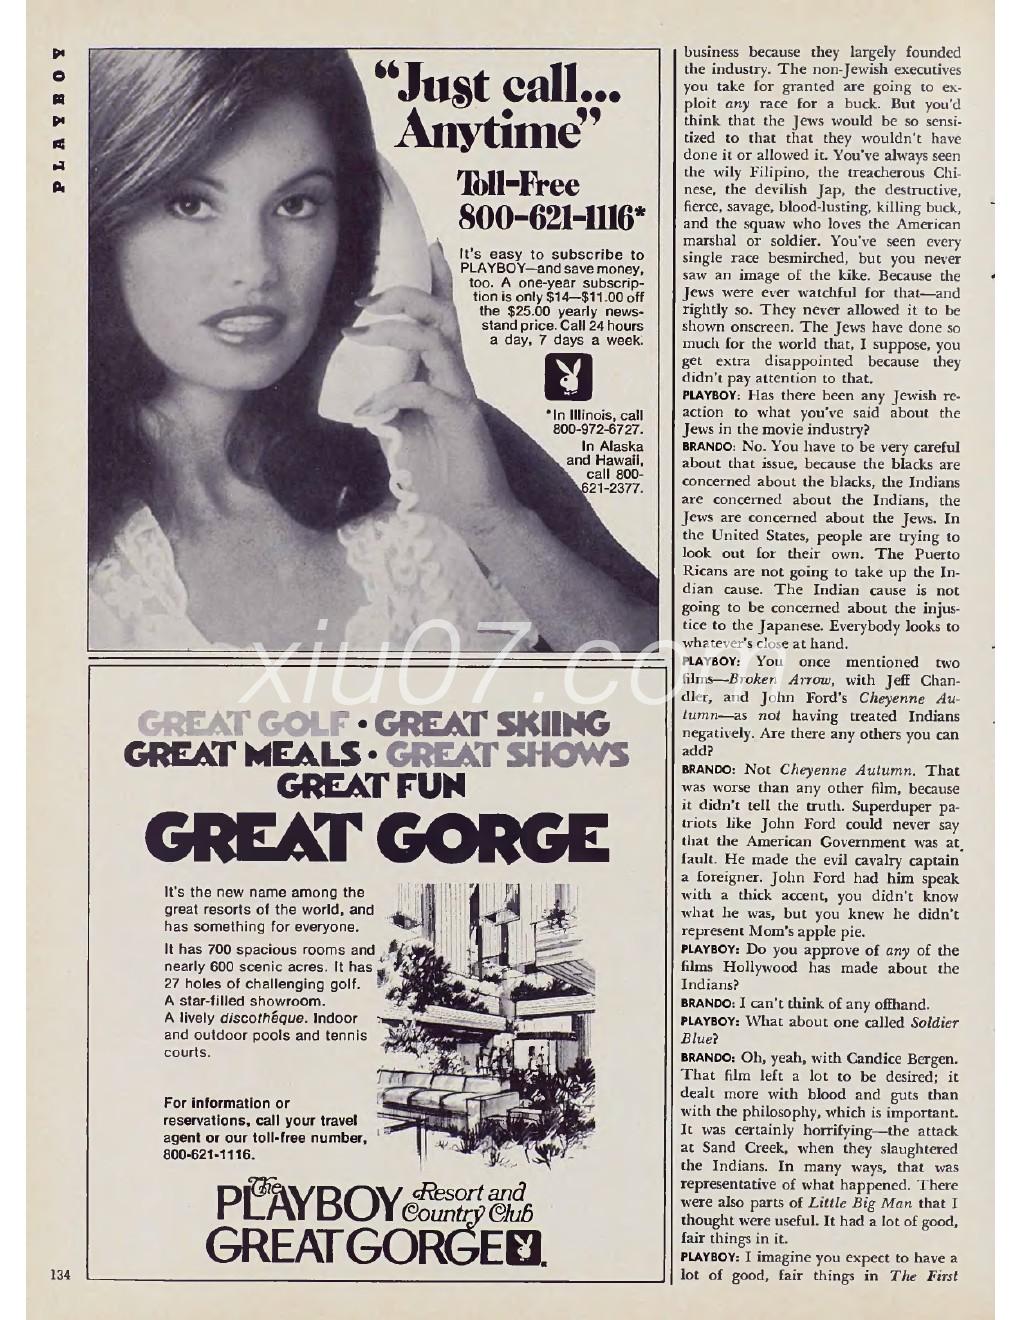 PLAYBOY
“Just call...
Anytime”
Toll-Free
800-621-1116*
It's easy to subscribe to
PLAYBOY—and save money,
too. A one-year subscrip-
tion is only $14—$11.00 off
the $25.00 yearly news-
stand price. Call 24 hours
a day, 7 days a week.
*In Illinois, call
800-972-6727.
In Alaska
and Hawaii,
call 800-
621-2377.
GREAT GOLF • GREAT SKIING
GREAT MEALS • GREAT SHOWS
GREAT FUN
GREAT GORGE
It's the new name among the
great resorts of the world, and
has something for everyone.
It has 700 spacious rooms and
nearly 600 scenic acres. It has
27 holes of challenging golf.
A star-filled showroom.
A lively discothéque. Indoor
and outdoor pools and tennis
courts.
For information or
reservations, call your travel
agent or our toll-free number,
800-621-1116.
The
PLAYBOY Resort and
Country Club
GREAT GORGE
134
business because they largely founded
the industry. The non-Jewish executives
you take for granted are going to ex-
ploit any race for a buck. But you'd
think that the Jews would be so sensi-
tized to that that they wouldn't have
done it or allowed it. You've always seen
the wily Filipino, the treacherous Chi-
nese, the devilish Jap, the destructive,
fierce, savage, blood-lusting, killing buck,
and the squaw who loves the American
marshal or soldier. You've seen every
single race besmirched, but you never
saw an image of the kike. Because the
Jews were ever watchful for that—and
rightly so. They never allowed it to be
shown onscreen. The Jews have done so
much for the world that, I suppose, you
get extra disappointed because they
didn't pay attention to that.
PLAYBOY: Has there been any Jewish re-
action to what you've said about the
Jews in the movie industry?
BRANDO: No. You have to be very careful
about that issue, because the blacks are
concerned about the blacks, the Indians
are concerned about the Indians, the
Jews are concerned about the Jews. In
the United States, people are trying to
look out for their own. The Puerto
Ricans are not going to take up the In-
dian cause. The Indian cause is not
going to be concerned about the injus-
tice to the Japanese. Everybody looks to
whatever's close at hand.
PLAYBOY: You once mentioned two
films—Broken Arrow, with Jeff Chan-
dler, and John Ford's Cheyenne Au-
tumn—as not having treated Indians
negatively. Are there any others you can
add?
BRANDO: Not Cheyenne Autumn. That
was worse than any other film, because
it didn't tell the truth. Superduper pa-
triots like John Ford could never say
that the American Government was at
fault. He made the evil cavalry captain
a foreigner. John Ford had him speak
with a thick accent, you didn't know
what he was, but you knew he didn't
represent Mom's apple pie.
PLAYBOY: Do you approve of any of the
films Hollywood has made about the
Indians?
BRANDO: I can't think of any offhand.
PLAYBOY: What about one called Soldier
Blue?
BRANDO: Oh, yeah, with Candice Bergen.
That film left a lot to be desired; it
dealt more with blood and guts than
with the philosophy, which is important.
It was certainly horrifying—the attack
at Sand Creek, when they slaughtered
the Indians. In many ways, that was
representative of what happened. There
were also parts of Little Big Man that I
thought were useful. It had a lot of good,
fair things in it.
PLAYBOY: I imagine you expect to have a
lot of good, fair things in The First
xiu07.com